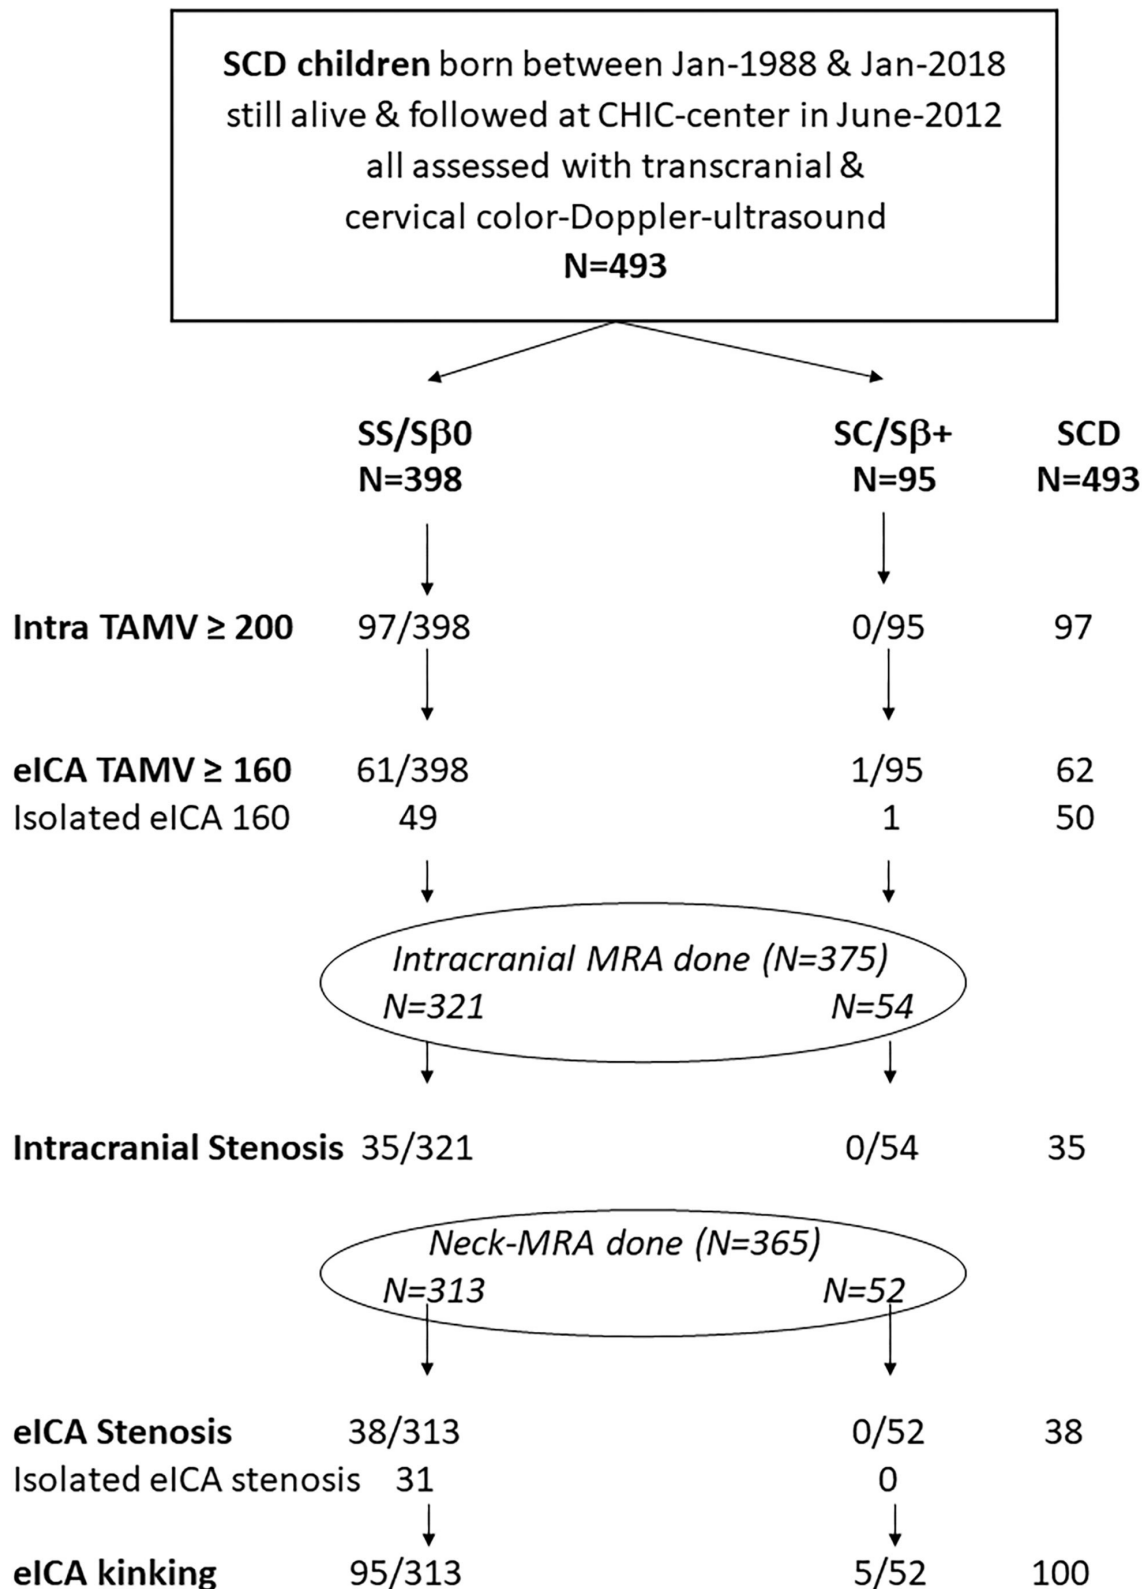 SCD children born between Jan-1988 & Jan-2018
still alive & followed at CHIC-center in June-2012
all assessed with transcranial &
cervical color-Doppler-ultrasound
N=493
SS/Sβ0 SC/Sβ+ SCD
N=398 N=95 N=493
Intra TAMV ≥ 200 97/398 0/95 97
eICA TAMV ≥ 160 61/398 1/95 62
Isolated eICA 160 49 1 50
Intracranial MRA done (N=375)
N=321 N=54
Intracranial Stenosis 35/321 0/54 35
Neck-MRA done (N=365)
N=313 N=52
eICA Stenosis 38/313 0/52 38
Isolated eICA stenosis 31 0
eICA kinking 95/313 5/52 100